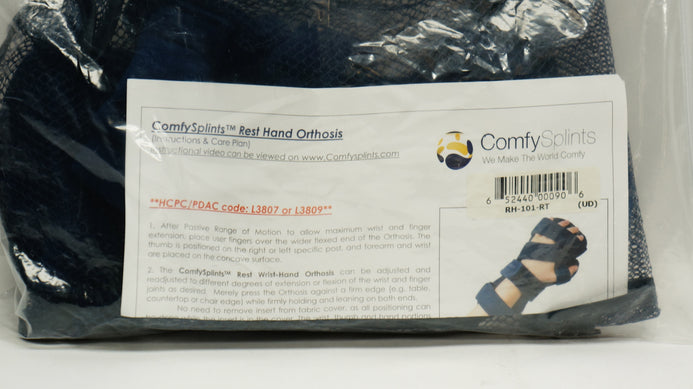 ComfySplints™ Rest Hand Orthosis
(Instructions & Care Plan)
Instructional video can be viewed on www.Comfysplints.com
ComfySplints
We Make The World Comfy
6 52440 00090 6
RH-101-RT (UD)
**HCPC/PDAC code: L3807 or L3809**
1. After Passive Range of Motion to allow maximum wrist and finger
extension, place user fingers over the wider flexed end of the Orthosis. The
thumb is positioned on the right or left specific post, and forearm and wrist
are placed on the concave surface.
2. The ComfySplints™ Rest Wrist-Hand Orthosis can be adjusted and
readjusted to different degrees of extension or flexion of the wrist and finger
joints as desired. Merely press the Orthosis against a firm edge (e.g. table,
countertop or chair edge) while firmly holding and leaning on both ends.
No need to remove insert from fabric cover, as all positioning can